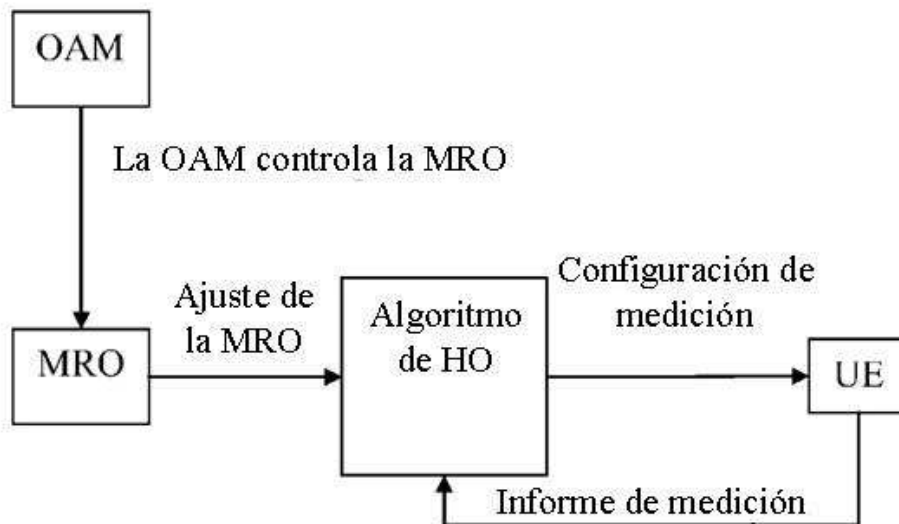 OAM
La OAM controla la MRO
MRO
Ajuste de
la MRO
Algoritmo
de HO
Configuración de
medición
UE
Informe de medición